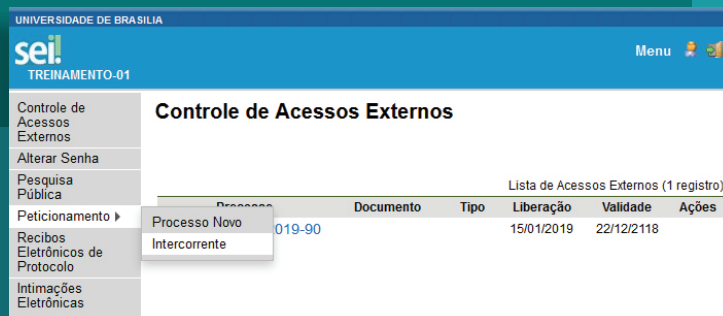 UNIVERSIDADE DE BRASILIA
sei!
TREINAMENTO-01
Menu
Controle de
Acessos
Externos
Alterar Senha
Pesquisa
Pública
Peticionamento
Recibos
Eletrônicos de
Protocolo
Intimações
Eletrônicas
Processo Novo
Intercorrente
Controle de Acessos Externos
Lista de Acessos Externos (1 registro)
Processo Documento Tipo Liberação Validade Ações
019-90 15/01/2019 22/12/2118